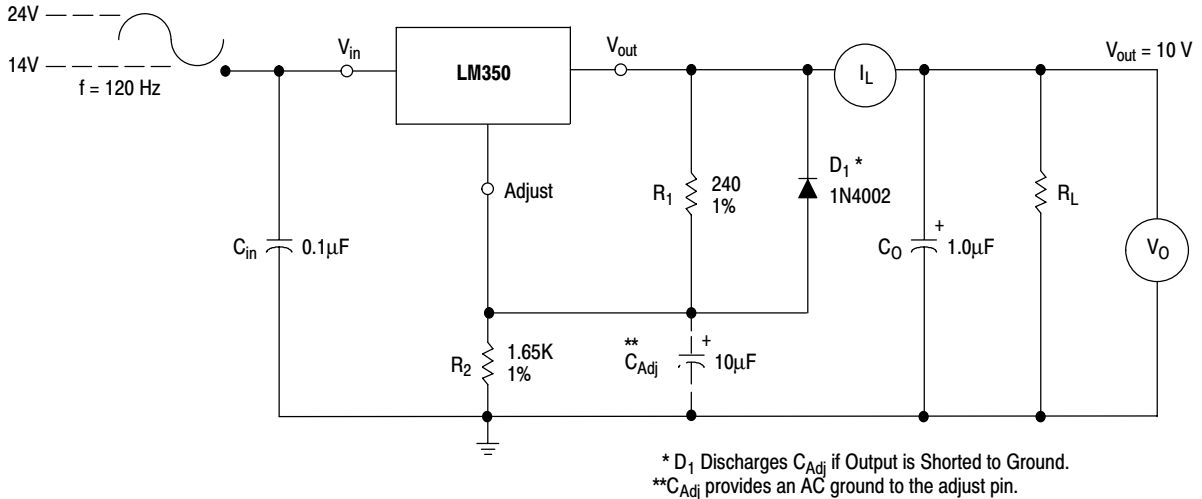 24V
14V
f = 120 Hz
Vin
LM350
Vout
IL
Vout = 10 V
Adjust
R1
240
1%
D1 *
1N4002
RL
Cin
0.1µF
CO
+
1.0µF
VO
R2
1.65K
1%
**
CAdj
+
10µF
* D1 Discharges CAdj if Output is Shorted to Ground.
**CAdj provides an AC ground to the adjust pin.